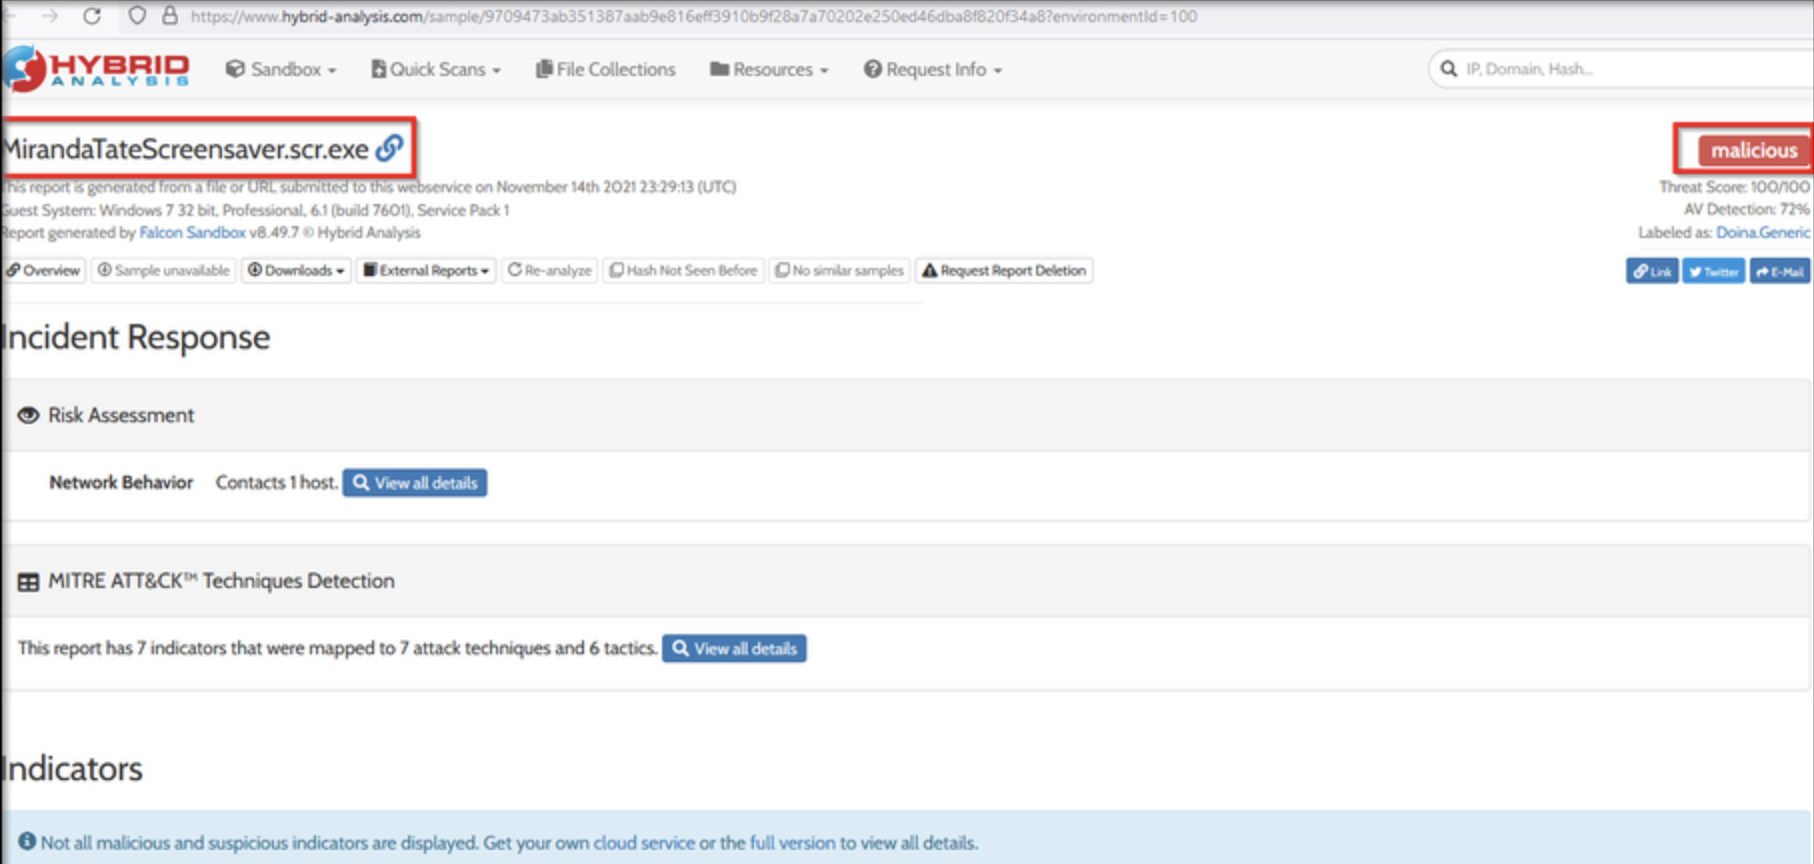 https://www.hybrid-analysis.com/sample/9709473ab351387aab9e816eff3910b9f28a7a70202e250ed46dba8f820f34a8?environmentId=100
HYBRID ANALYSIS Sandbox Quick Scans File Collections Resources Request Info IP, Domain, Hash...
MirandaTateScreensaver.scr.exe malicious
This report is generated from a file or URL submitted to this webservice on November 14th 2021 23:29:13 (UTC) Threat Score: 100/100
Guest System: Windows 7 32 bit, Professional, 6.1 (build 7601), Service Pack 1 AV Detection: 72%
Report generated by Falcon Sandbox v8.49.7 © Hybrid Analysis Labeled as: Doina.Generic
Overview Sample unavailable Downloads External Reports Re-analyze Hash Not Seen Before No similar samples Request Report Deletion Link Twitter E-Mail
Incident Response
Risk Assessment
Network Behavior Contacts 1 host. View all details
MITRE ATT&CK™ Techniques Detection
This report has 7 indicators that were mapped to 7 attack techniques and 6 tactics. View all details
Indicators
Not all malicious and suspicious indicators are displayed. Get your own cloud service or the full version to view all details.